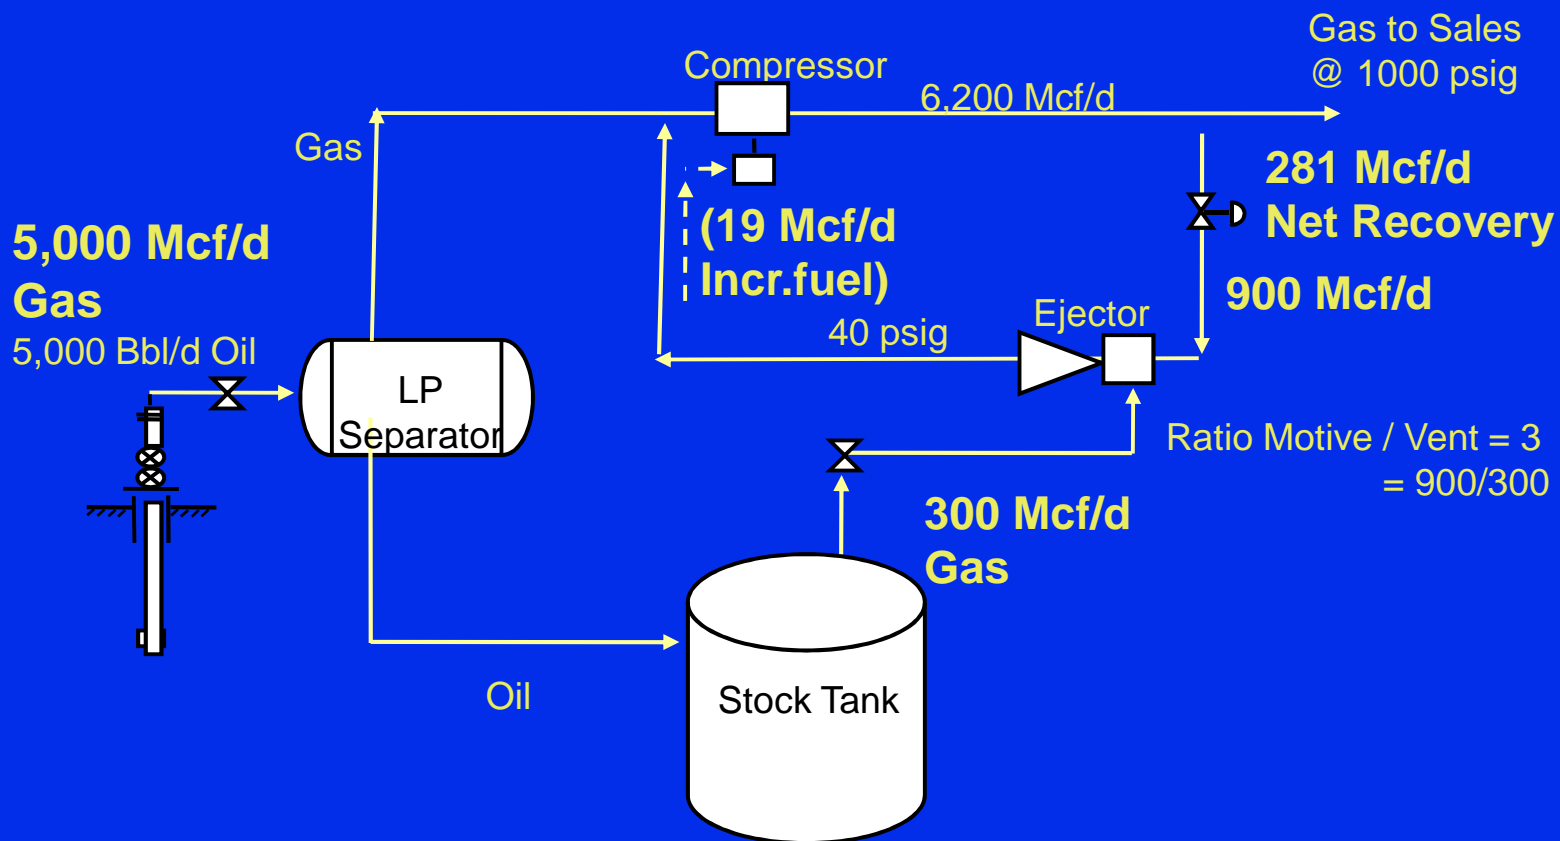 Gas to Sales
@ 1000 psig
Compressor
6,200 Mcf/d
Gas
281 Mcf/d
Net Recovery
(19 Mcf/d
Incr.fuel)
5,000 Mcf/d
Gas
5,000 Bbl/d Oil
900 Mcf/d
Ejector
40 psig
LP
Separator
Ratio Motive / Vent = 3
= 900/300
300 Mcf/d
Gas
Oil
Stock Tank